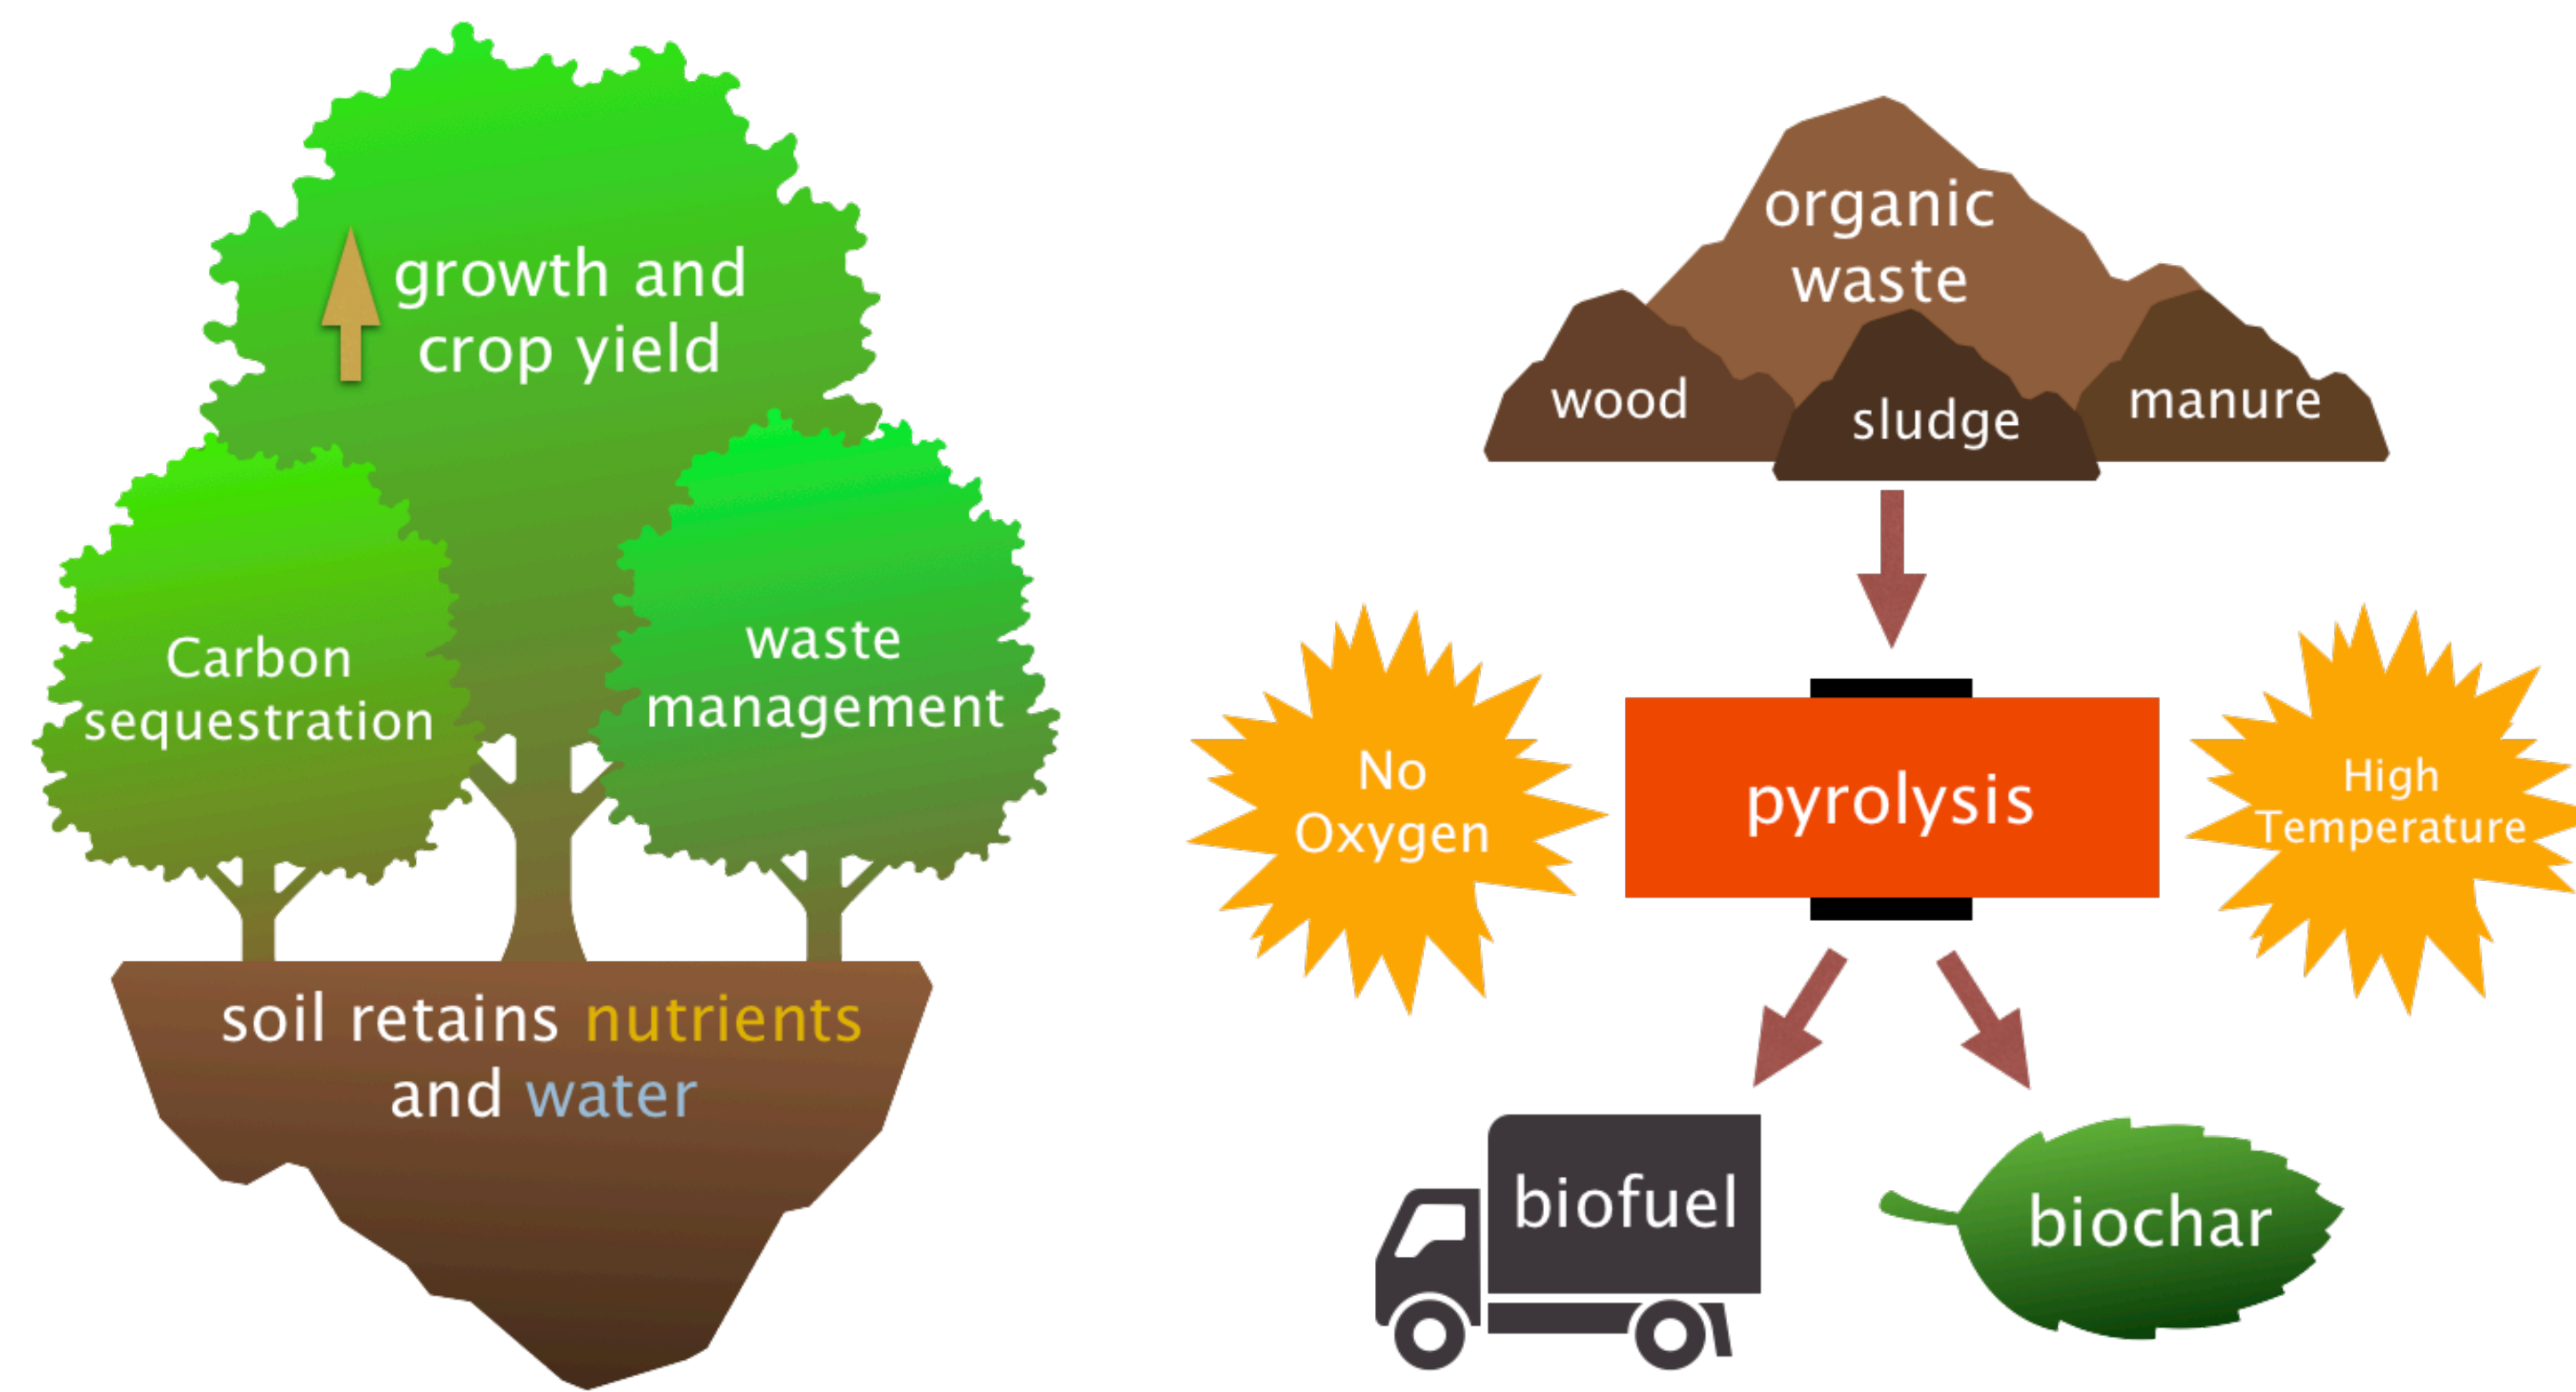 growth and
crop yield
Carbon
sequestration
waste
management
soil retains nutrients
and water
organic
waste
wood
sludge
manure
No
Oxygen
pyrolysis
High
Temperature
biofuel
biochar